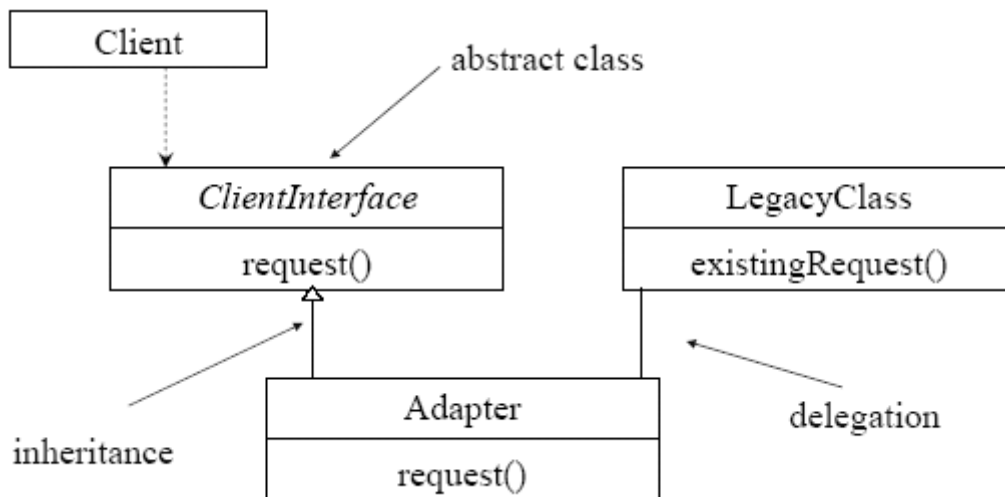 Client
abstract class
ClientInterface
request()
LegacyClass
existingRequest()
Adapter
request()
inheritance
delegation